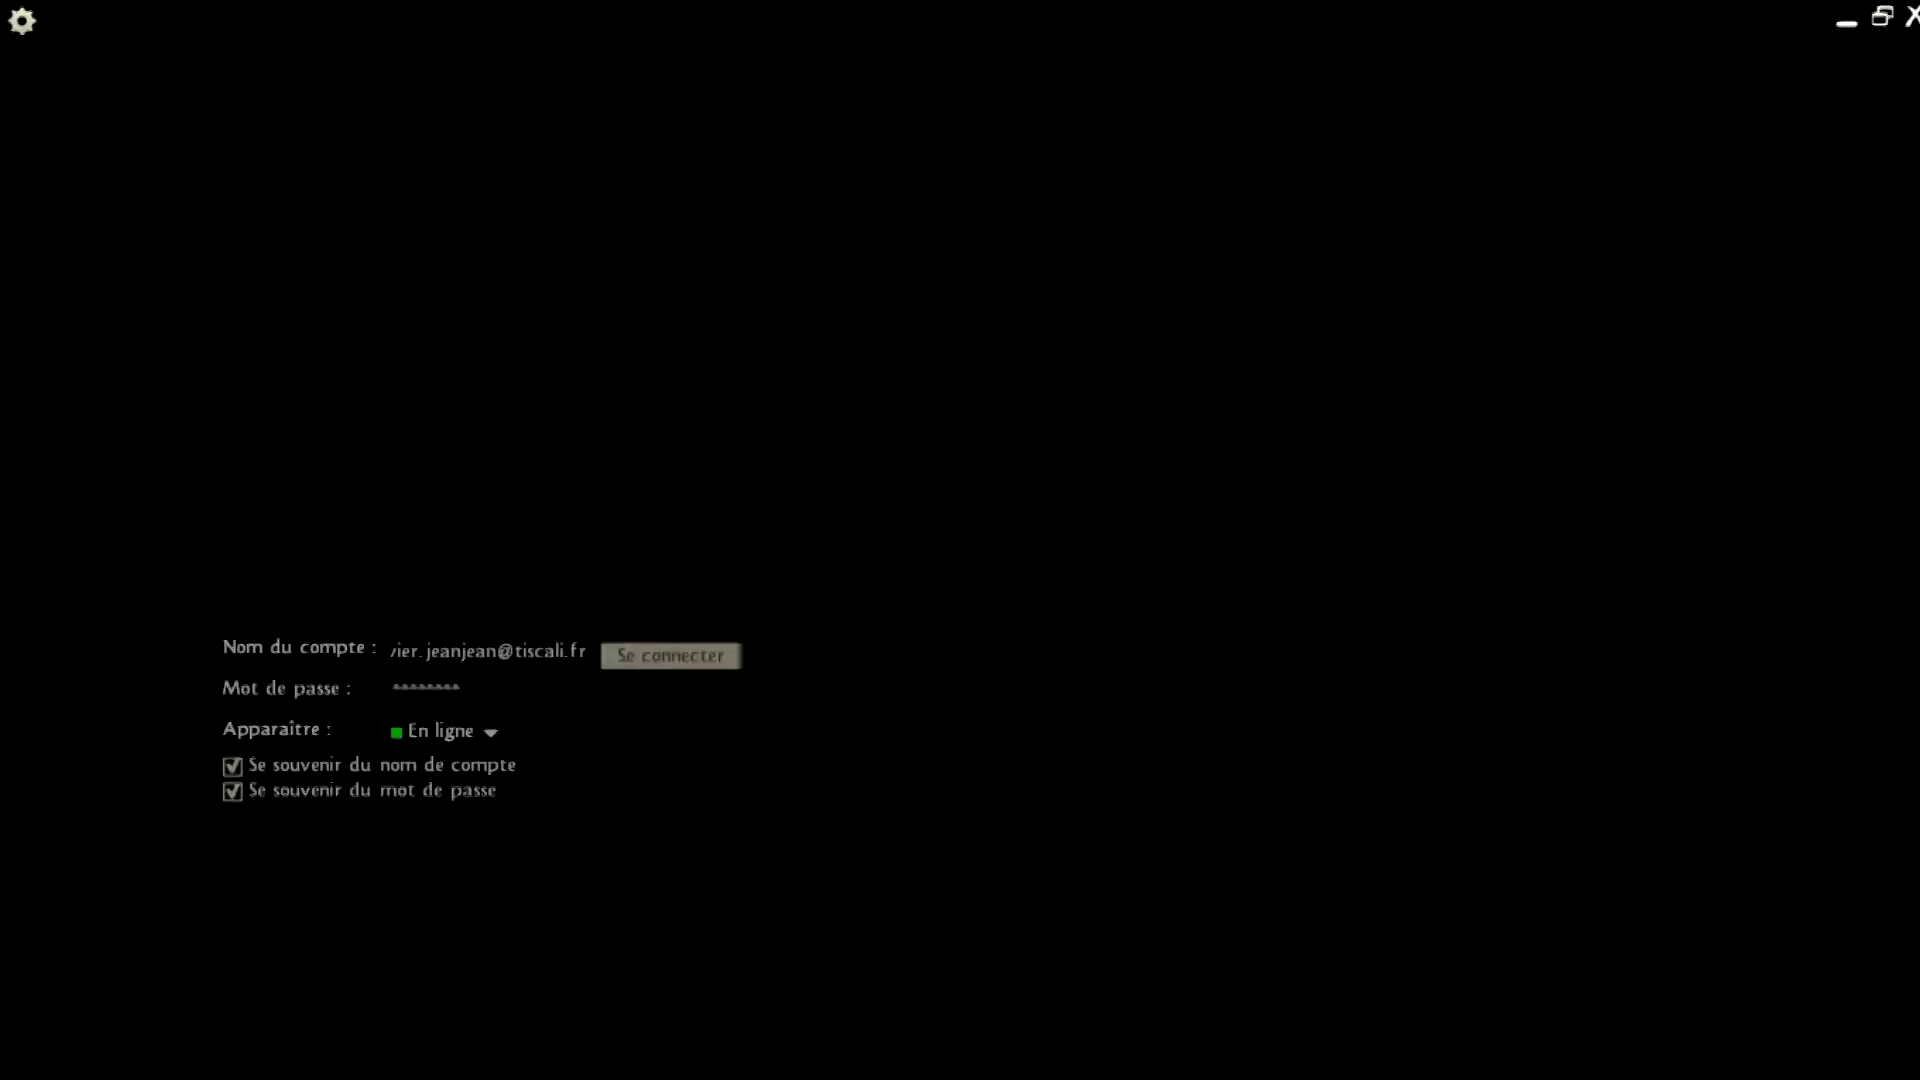 Nom du compte : vier.jeanjean@tiscali.fr Se connecter
Mot de passe : ********
Apparaître : En ligne
Se souvenir du nom de compte
Se souvenir du mot de passe